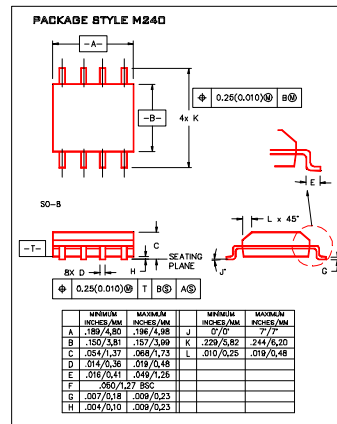 PACKAGE STYLE M240
-A-
⌖ 0.25(0.010)Ⓜ BⓂ
-B-
4x K
E
SO-8
L x 45°
-T-
C
8X D
H
SEATING
PLANE
J°
G
⌖ 0.25(0.010)Ⓜ T BⓈ AⓈ
MINIMUM INCHES/MM MAXIMUM INCHES/MM MINIMUM INCHES/MM MAXIMUM INCHES/MM
A .189/4,80 .196/4,98 J 0°/0° 7°/7°
B .150/3,81 .157/3,99 K .229/5,82 .244/6,20
C .054/1,37 .068/1,73 L .010/0,25 .019/0,48
D .014/0,36 .019/0,48
E .016/0,41 .049/1,25
F .050/1,27 BSC
G .007/0,18 .009/0,23
H .004/0,10 .009/0,23